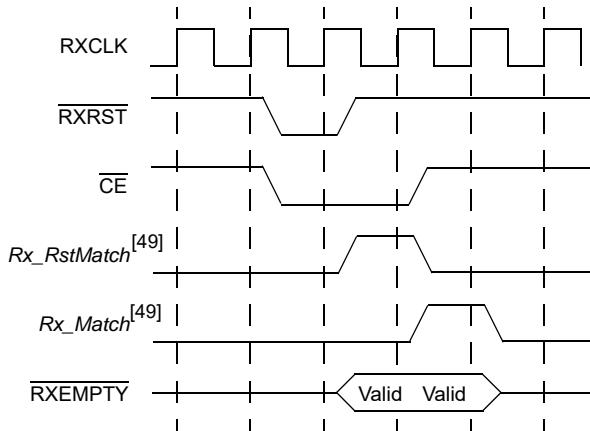 RXCLK
RXRST
CE
Rx_RstMatch[49]
Rx_Match[49]
RXEMPTY Valid Valid